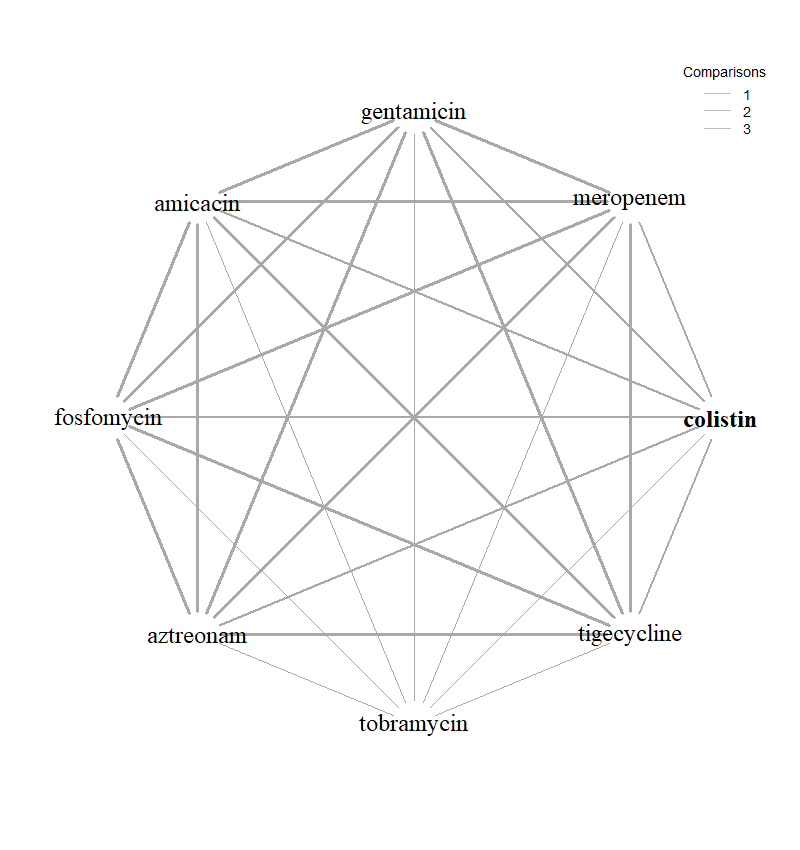 Comparisons
1
2
3
gentamicin
amicacin
meropenem
fosfomycin
colistin
aztreonam
tigecycline
tobramycin